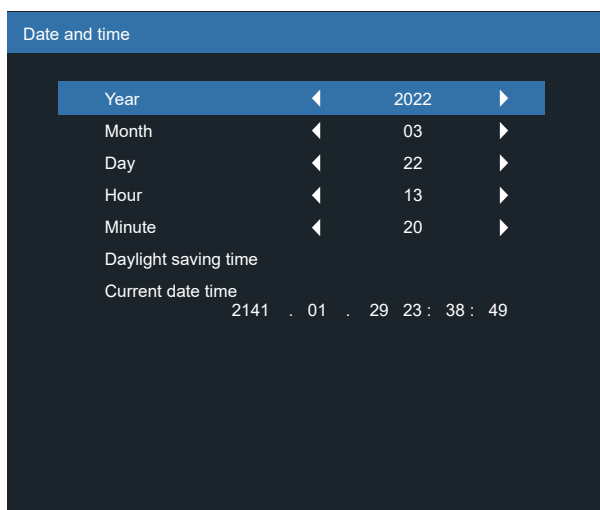 Date and time
Year 2022
Month 03
Day 22
Hour 13
Minute 20
Daylight saving time
Current date time
2141 . 01 . 29 23 : 38 : 49